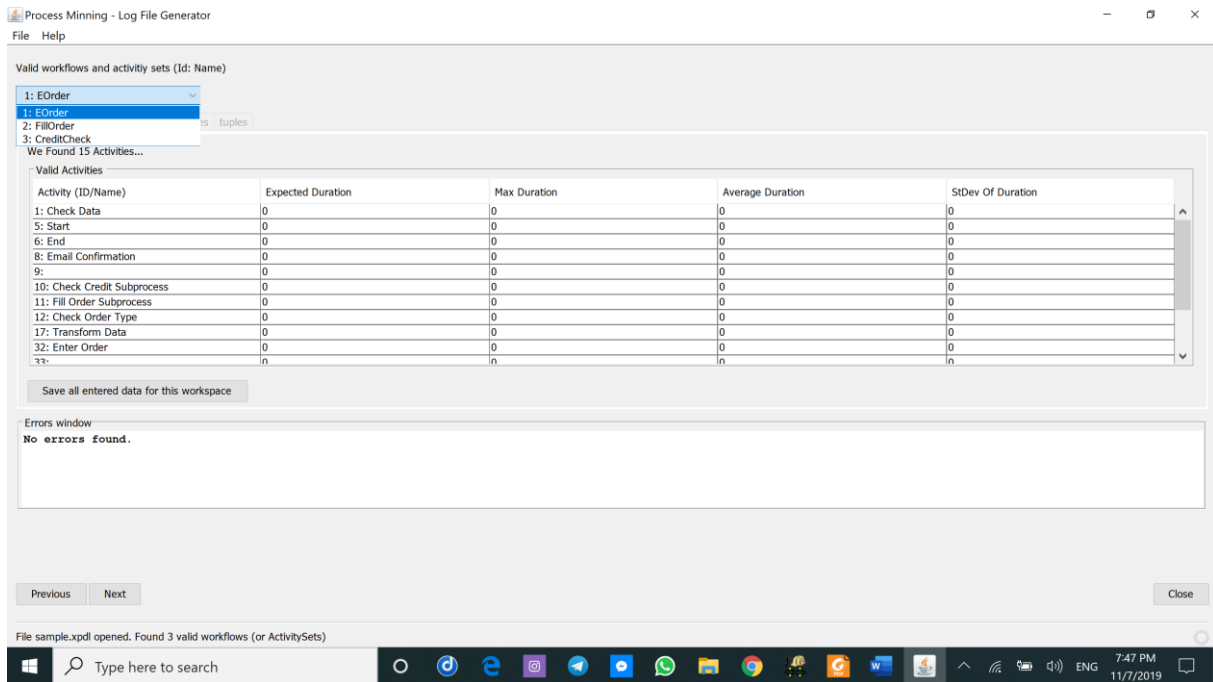 Process Minning - Log File Generator
File Help
Valid workflows and activitiy sets (Id: Name)
1: EOrder
1: EOrder
2: FillOrder
3: CreditCheck
es tuples
We Found 15 Activities...
Valid Activities
Activity (ID/Name) Expected Duration Max Duration Average Duration StDev Of Duration
1: Check Data 0 0 0 0
5: Start 0 0 0 0
6: End 0 0 0 0
8: Email Confirmation 0 0 0 0
9: 0 0 0 0
10: Check Credit Subprocess 0 0 0 0
11: Fill Order Subprocess 0 0 0 0
12: Check Order Type 0 0 0 0
17: Transform Data 0 0 0 0
32: Enter Order 0 0 0 0
33: 0 0 0 0
Save all entered data for this workspace
Errors window
No errors found.
Previous Next Close
File sample.xpdl opened. Found 3 valid workflows (or ActivitySets)
Type here to search ENG 7:47 PM
11/7/2019